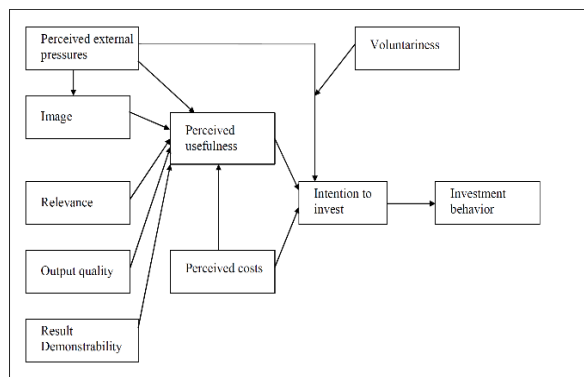 Perceived external
pressures
Voluntariness
Image
Perceived
usefulness
Relevance
Intention to
invest
Investment
behavior
Output quality
Perceived costs
Result
Demonstrability